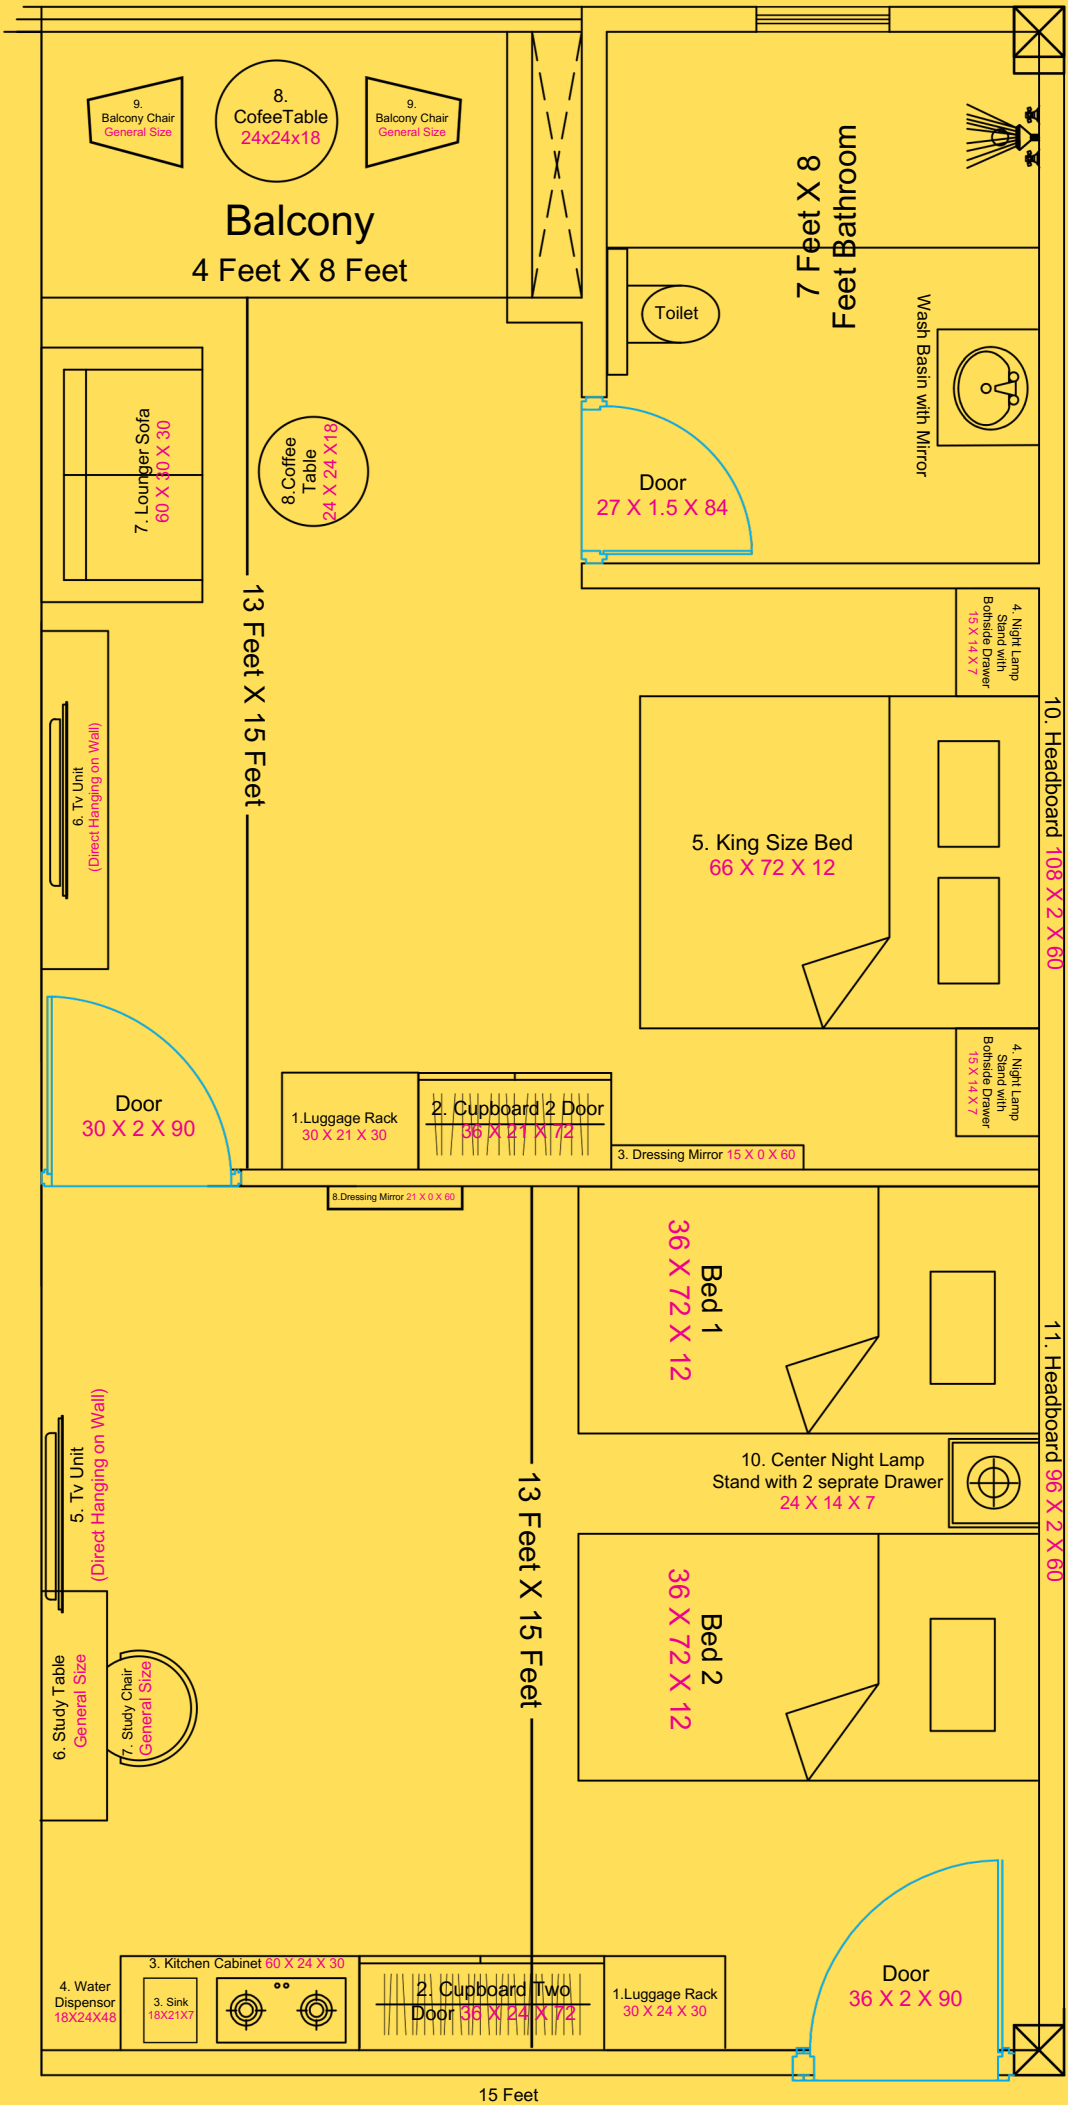 9.
Balcony Chair
General Size
8.
CofeeTable
24x24x18
9.
Balcony Chair
General Size
Balcony
4 Feet X 8 Feet
7 Feet X 8
Feet Bathroom
Toilet
Wash Basin with Mirror
7. Lounger Sofa
60 X 30 X 30
8.Coffee
Table
24 X 24 X18
Door
27 X 1.5 X 84
13 Feet X 15 Feet
4. Night Lamp
Stand with
Bothside Drawer
15 X 14 X 7
10. Headboard 108 X 2 X 60
6. Tv Unit
(Direct Hanging on Wall)
5. King Size Bed
66 X 72 X 12
4. Night Lamp
Stand with
Bothside Drawer
15 X 14 X 7
Door
30 X 2 X 90
1.Luggage Rack
30 X 21 X 30
2. Cupboard 2 Door
36 X 21 X 72
3. Dressing Mirror 15 X 0 X 60
8.Dressing Mirror 21 X 0 X 60
Bed 1
36 X 72 X 12
11. Headboard 96 X 2 X 60
5. Tv Unit
(Direct Hanging on Wall)
10. Center Night Lamp
Stand with 2 seprate Drawer
24 X 14 X 7
13 Feet X 15 Feet
Bed 2
36 X 72 X 12
6. Study Table
General Size
7. Study Chair
General Size
Door
36 X 2 X 90
3. Kitchen Cabinet 60 X 24 X 30
4. Water
Dispensor
18X24X48
3. Sink
18X21X7
2. Cupboard Two
Door 36 X 24 X 72
1.Luggage Rack
30 X 24 X 30
15 Feet